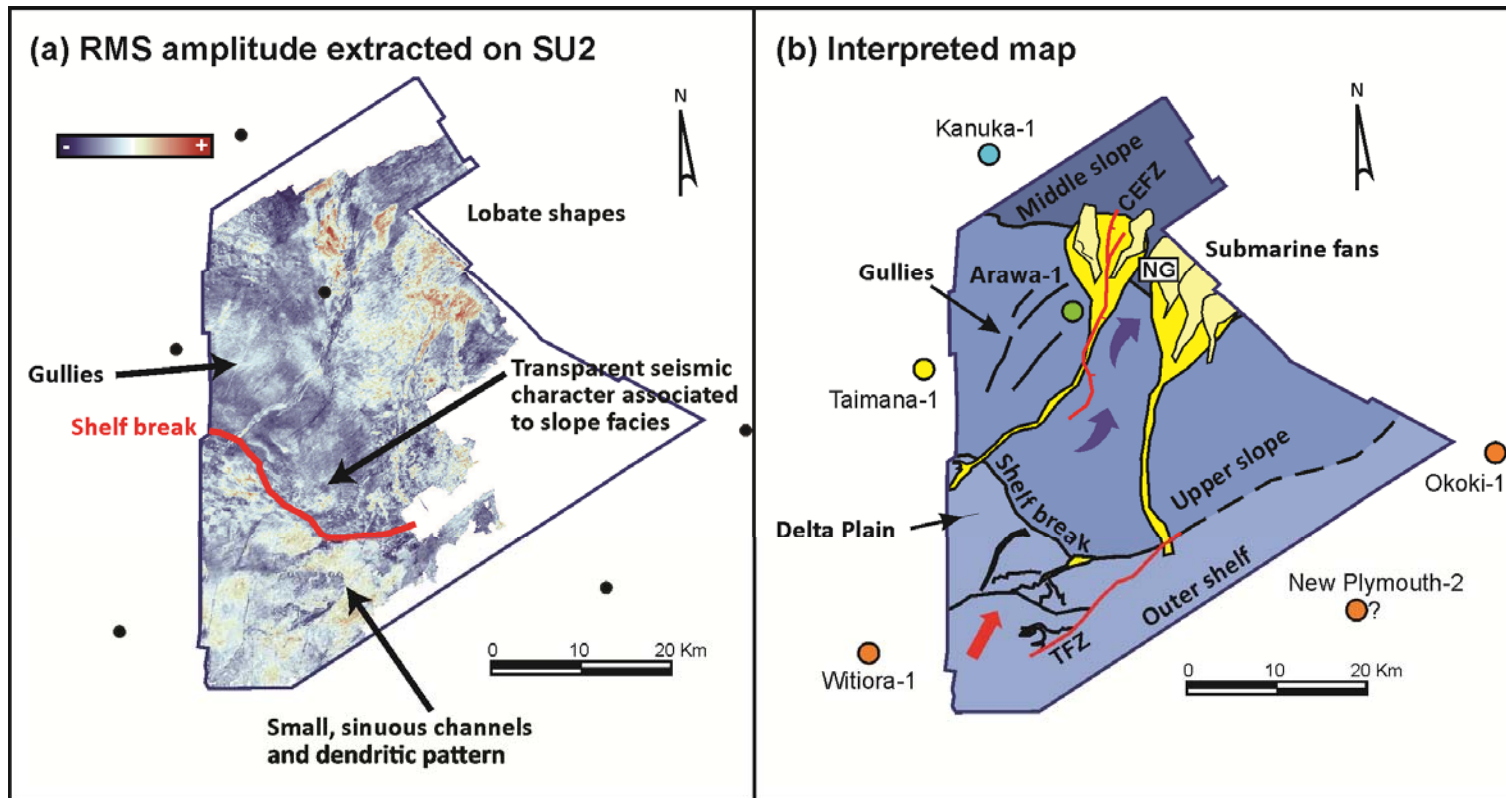 (a) RMS amplitude extracted on SU2
N
- +
Lobate shapes
Gullies
Transparent seismic
character associated
to slope facies
Shelf break
0 10 20 Km
Small, sinuous channels
and dendritic pattern
(b) Interpreted map
N
Kanuka-1
Middle slope
CEFZ
Submarine fans
Gullies
Arawa-1
NG
Taimana-1
Shelf break
Upper slope
Okoki-1
Delta Plain
Outer shelf
New Plymouth-2
?
TFZ
Witiora-1
0 10 20 Km